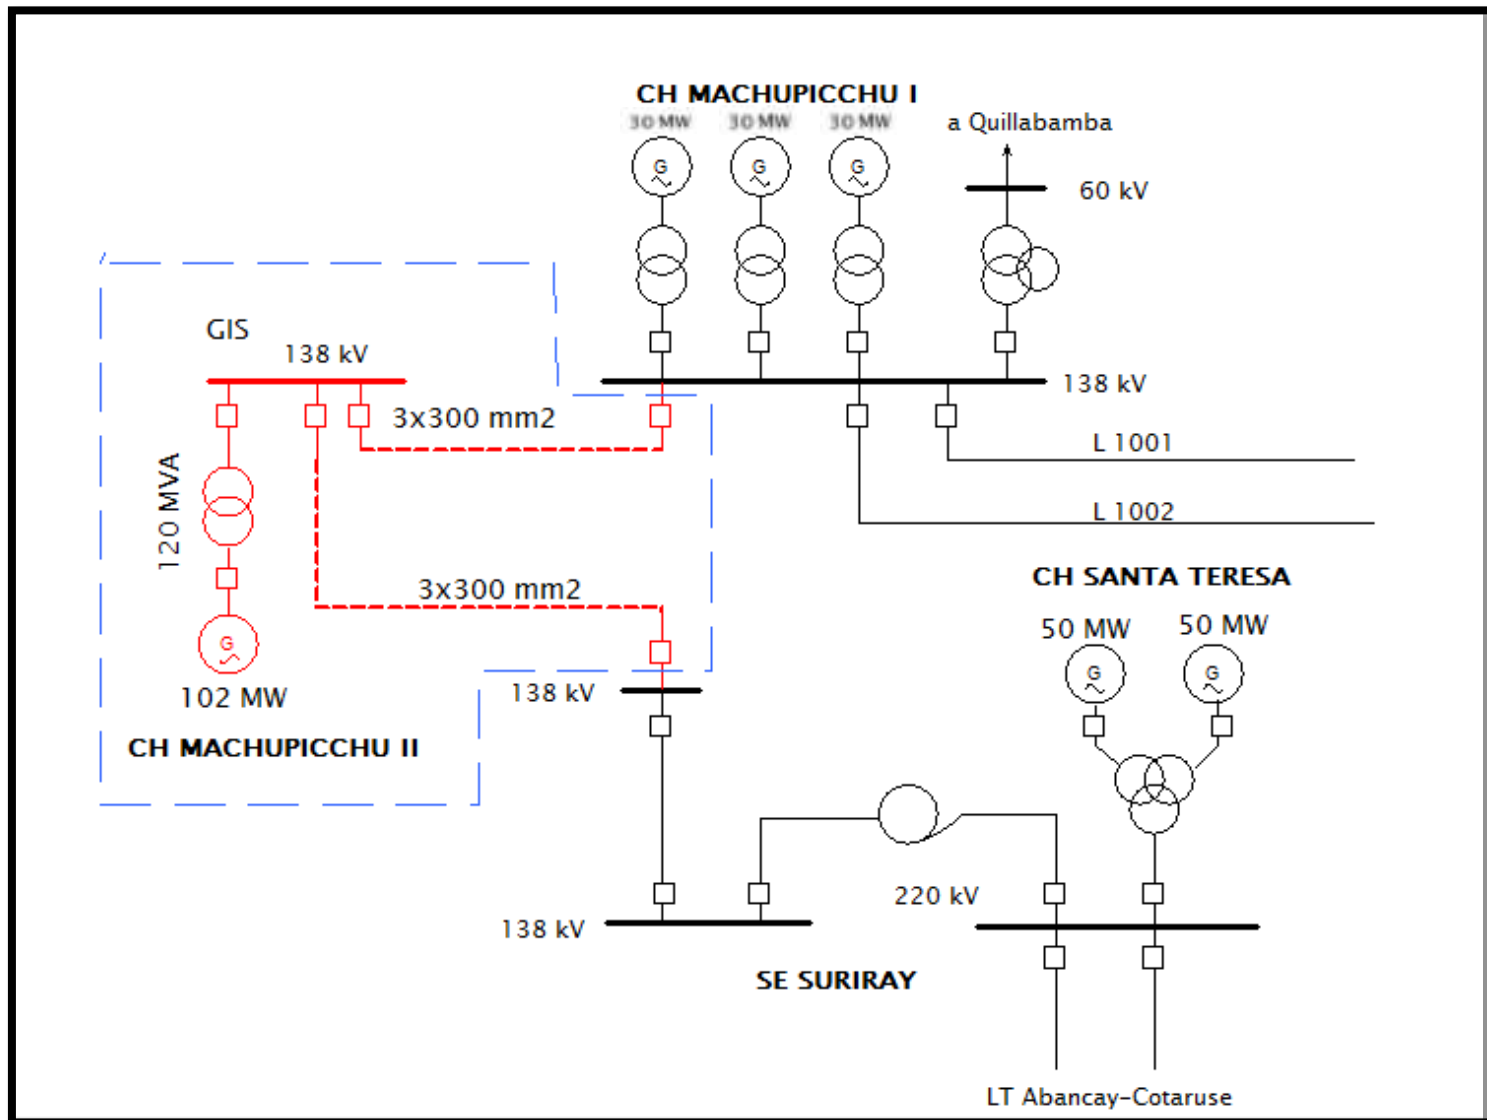 CH MACHUPICCHU I
30 MW 30 MW 30 MW
a Quillabamba
G G G
60 kV
GIS
138 kV
138 kV
3x300 mm2
L 1001
120 MVA
L 1002
CH SANTA TERESA
3x300 mm2
50 MW 50 MW
G
G G
102 MW
138 kV
CH MACHUPICCHU II
220 kV
138 kV
SE SURIRAY
LT Abancay-Cotaruse